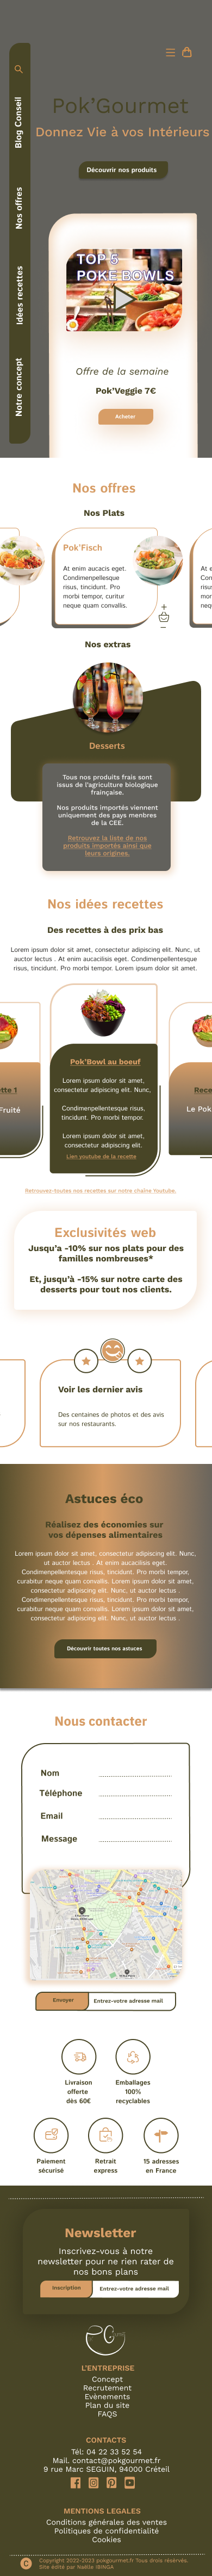 Blog Conseil
Nos offres
Idées recettes
Notre concept
Pok'Gourmet
Donnez Vie à vos Intérieurs
Découvrir nos produits
TOP 5
POKE BOWLS
Offre de la semaine
Pok'Veggie 7€
Acheter
Nos offres
Nos Plats
Pok'Fisch
At enim aucacis eget.
Condimenpellesque
risus, tincidunt. Pro
morbi tempor, curitur
neque quam convallis.
Nos extras
Desserts
Tous nos produits frais sont
issus de l'agriculture biologique
française.
Nos produits importés viennent
uniquement des pays membres
de la CEE.
Retrouvez la liste de nos
produits importés ainsi que
leurs origines.
Nos idées recettes
Des recettes à des prix bas
Lorem ipsum dolor sit amet, consectetur adipiscing elit. Nunc, ut
auctor lectus . At enim aucacilisis eget. Condimenpellentesque
risus, tincidunt. Pro morbi tempor. Lorem ipsum dolor sit amet.
Fruité
Pok'Bowl au boeuf
Lorem ipsum dolor sit amet,
consectetur adipiscing elit. Nunc,
Condimenpellentesque risus,
tincidunt. Pro morbi tempor.
Lorem ipsum dolor sit amet,
consectetur adipiscing elit.
Lien youtube de la recette
Le Pok
Retrouvez-toutes nos recettes sur notre chaîne Youtube.
Exclusivités web
Jusqu'a -10% sur nos plats pour des
familles nombreuses*
Et, jusqu'à -15% sur notre carte des
desserts pour tout nos clients.
Voir les dernier avis
Des centaines de photos et des avis
sur nos restaurants.
Astuces éco
Réalisez des économies sur
vos dépenses alimentaires
Lorem ipsum dolor sit amet, consectetur adipiscing elit. Nunc,
ut auctor lectus . At enim aucacilisis eget.
Condimenpellentesque risus, tincidunt. Pro morbi tempor,
curabitur neque quam convallis. Lorem ipsum dolor sit amet,
consectetur adipiscing elit. Nunc, ut auctor lectus .
Condimenpellentesque risus, tincidunt. Pro morbi tempor,
curabitur neque quam convallis. Lorem ipsum dolor sit amet,
consectetur adipiscing elit. Nunc, ut auctor lectus .
Découvrir toutes nos astuces
Nous contacter
Nom
Téléphone
Email
Message
Envoyer
Entrez-votre adresse mail
Livraison
offerte
dès 60€
Emballages
100%
recyclables
Paiement
sécurisé
Retrait
express
15 adresses
en France
Newsletter
Inscrivez-vous à notre
newsletter pour ne rien rater de
nos bons plans
Inscription
Entrez-votre adresse mail
L'ENTREPRISE
Concept
Recrutement
Evènements
Plan du site
FAQS
CONTACTS
Tél: 04 22 33 52 54
Mail. contact@pokgourmet.fr
9 rue Marc SEGUIN, 94000 Créteil
MENTIONS LEGALES
Conditions générales des ventes
Politiques de confidentialité
Cookies
Copyright 2022-2023 pokgourmet.fr Tous droits résérvés.
Site édité par Naëlle IBINGA